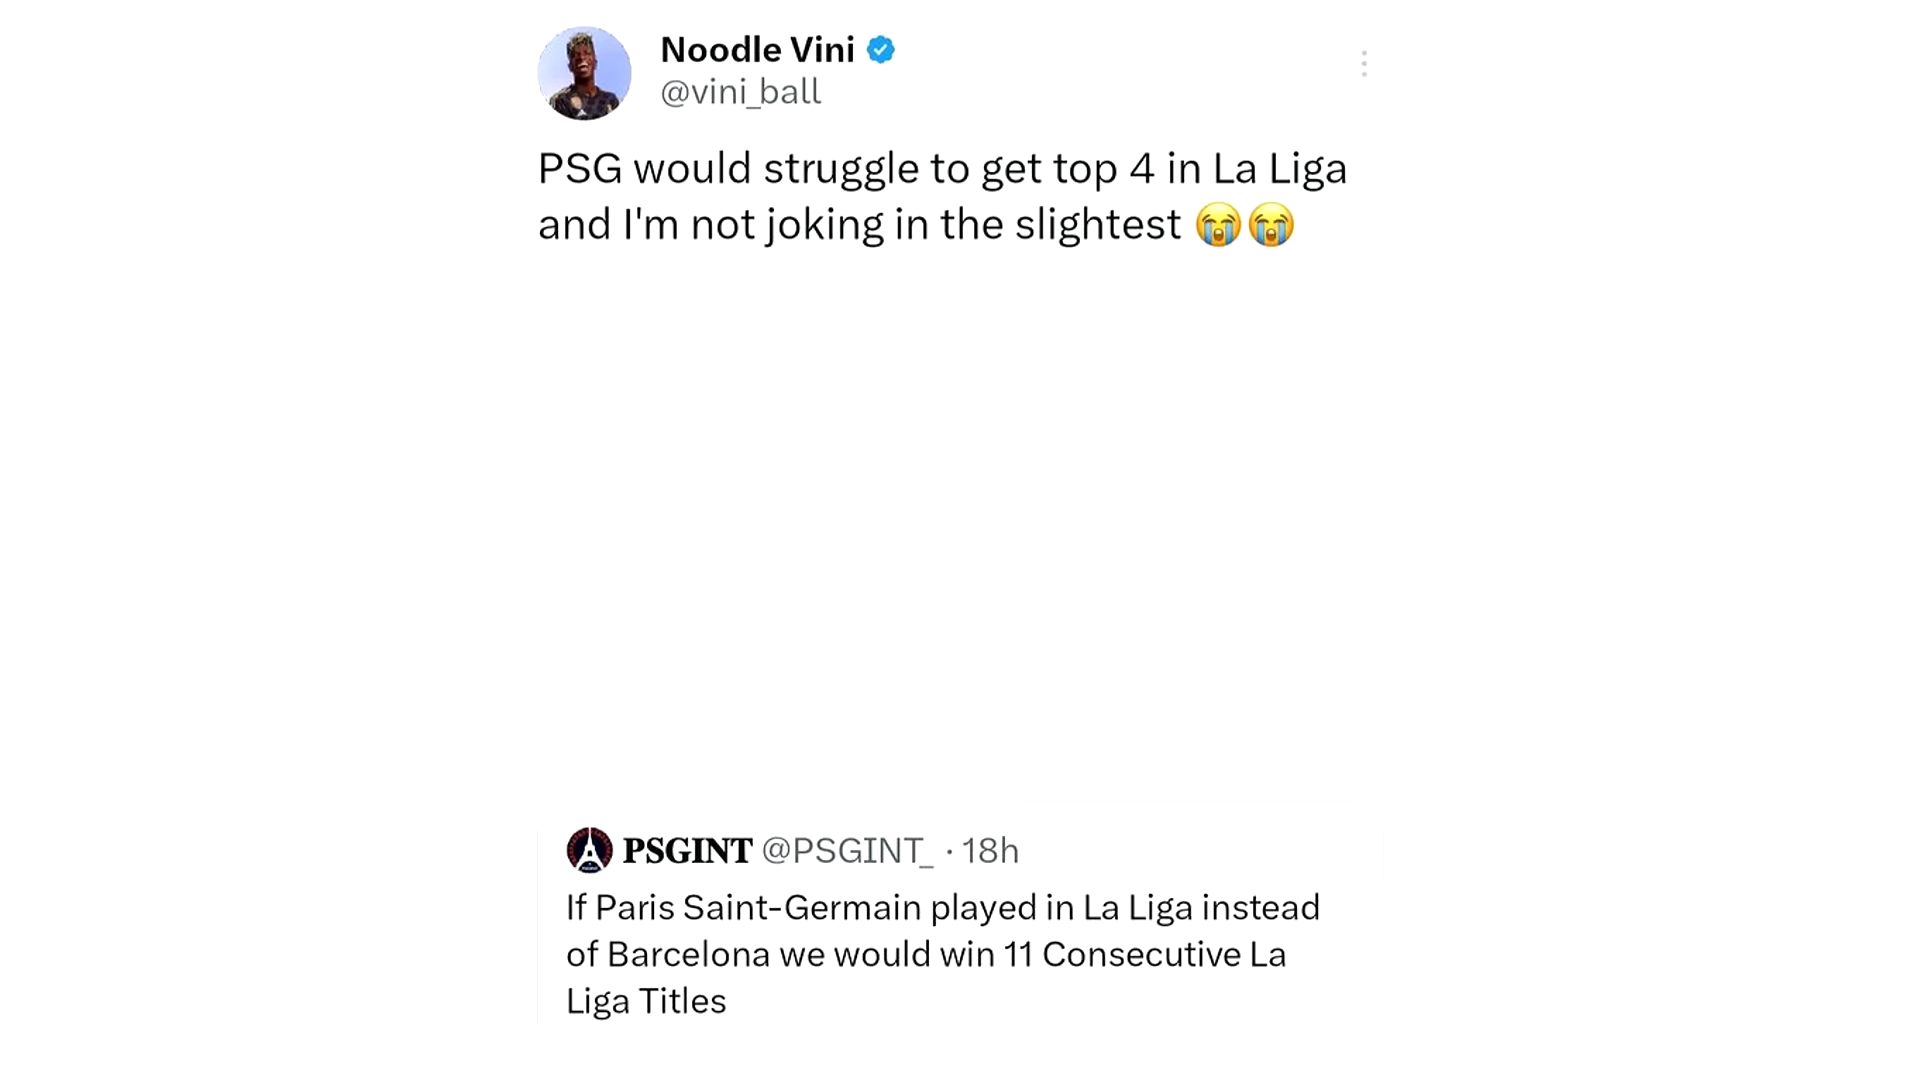 Noodle Vini
@vini_ball
PSG would struggle to get top 4 in La Liga
and I'm not joking in the slightest 😭😭
PSGINT @PSGINT_ · 18h
If Paris Saint-Germain played in La Liga instead
of Barcelona we would win 11 Consecutive La
Liga Titles